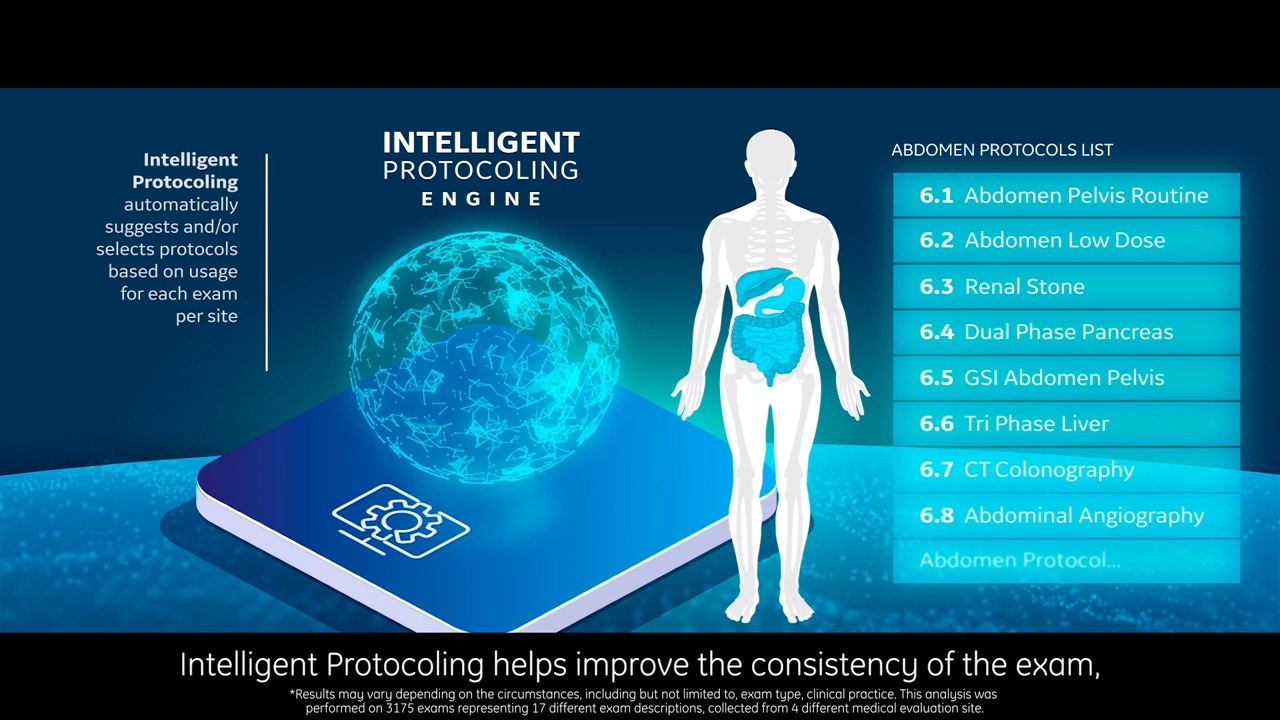 Intelligent
Protocoling
automatically
suggests and/or
selects protocols
based on usage
for each exam
per site
INTELLIGENT
PROTOCOLING
ENGINE
ABDOMEN PROTOCOLS LIST
6.1 Abdomen Pelvis Routine
6.2 Abdomen Low Dose
6.3 Renal Stone
6.4 Dual Phase Pancreas
6.5 GSI Abdomen Pelvis
6.6 Tri Phase Liver
6.7 CT Colonography
6.8 Abdominal Angiography
Abdomen Protocol...
Intelligent Protocoling helps improve the consistency of the exam,
*Results may vary depending on the circumstances, including but not limited to, exam type, clinical practice. This analysis was
performed on 3175 exams representing 17 different exam descriptions, collected from 4 different medical evaluation site.